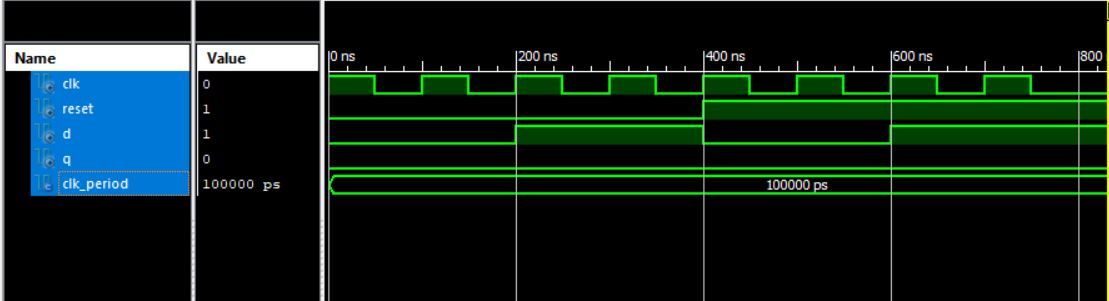 Name Value 0 ns 200 ns 400 ns 600 ns 800
clk 0
reset 1
d 1
q 0
clk_period 100000 ps 100000 ps